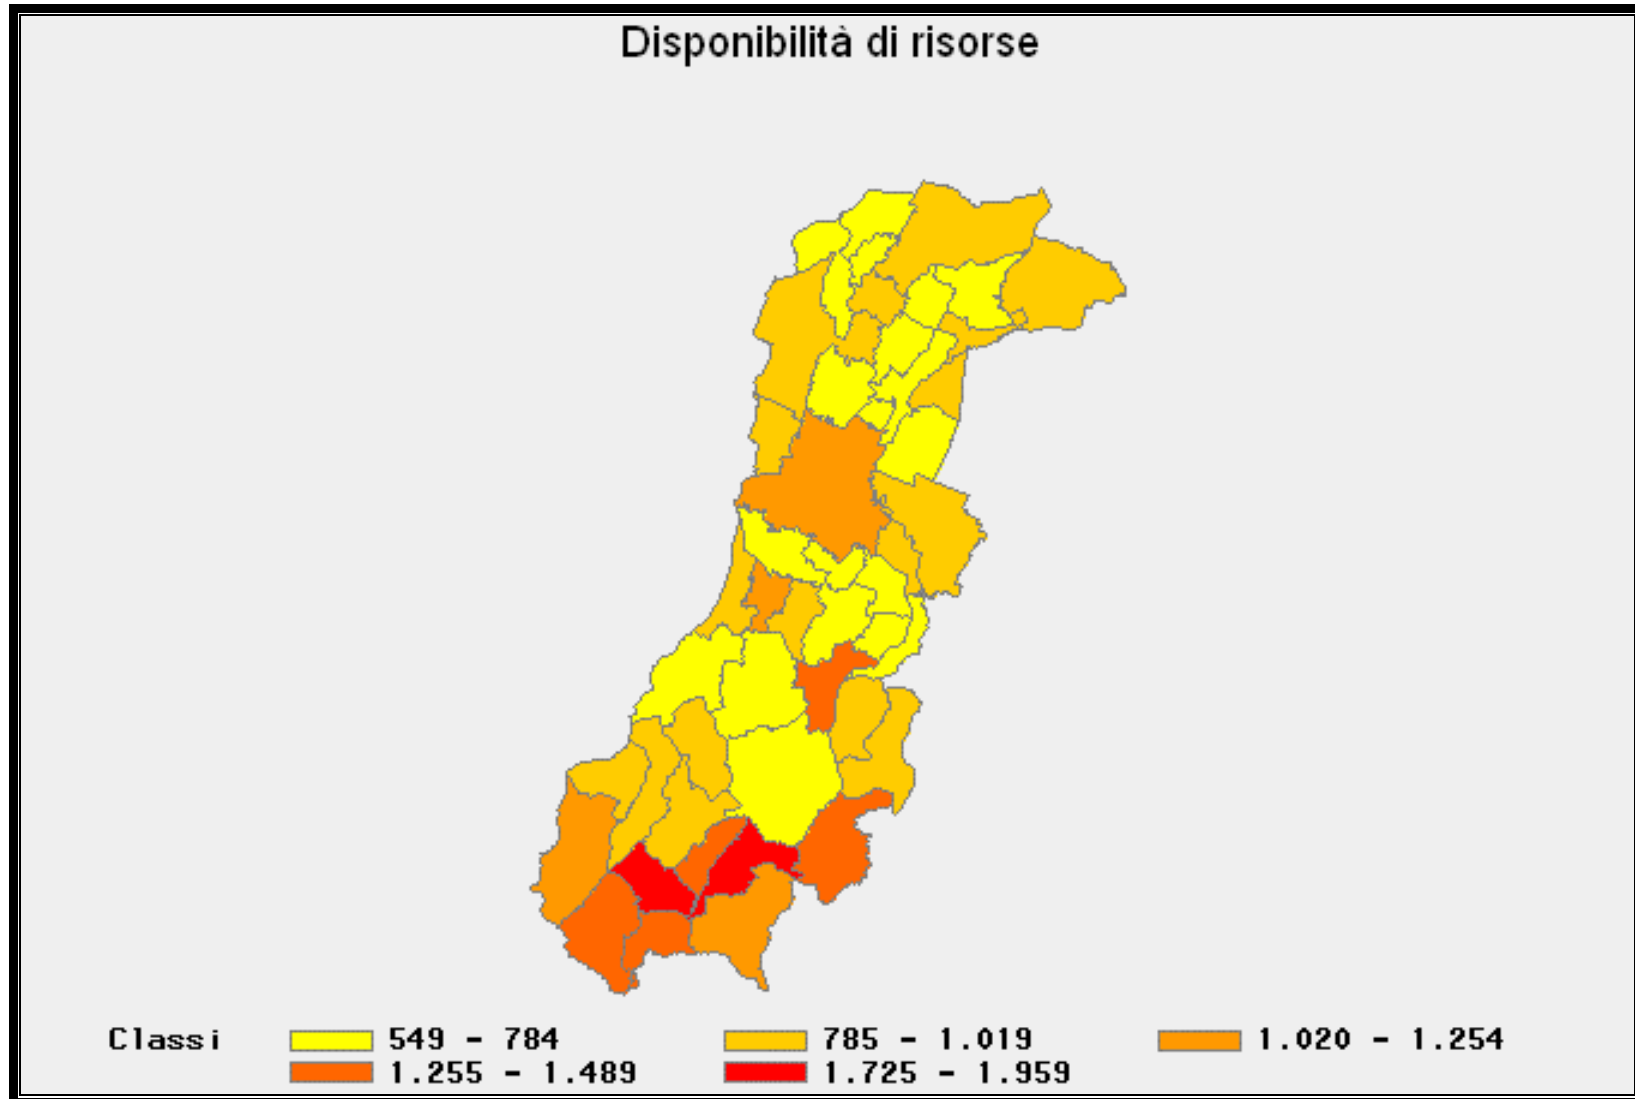 Disponibilità di risorse
Classi 549 - 784 785 - 1.019 1.020 - 1.254
1.255 - 1.489 1.725 - 1.959